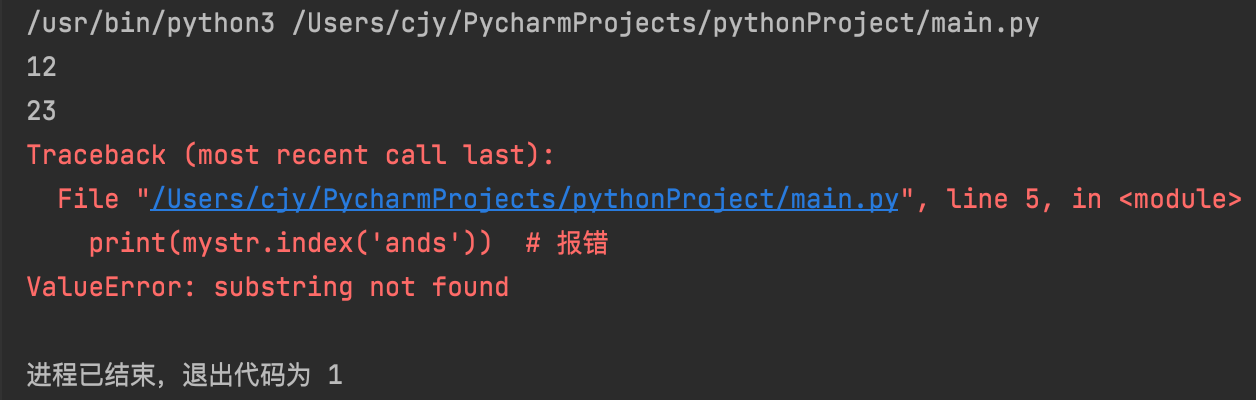 /usr/bin/python3 /Users/cjy/PycharmProjects/pythonProject/main.py
12
23
Traceback (most recent call last):
  File "/Users/cjy/PycharmProjects/pythonProject/main.py", line 5, in <module>
    print(mystr.index('ands'))  # 报错
ValueError: substring not found
进程已结束，退出代码为 1